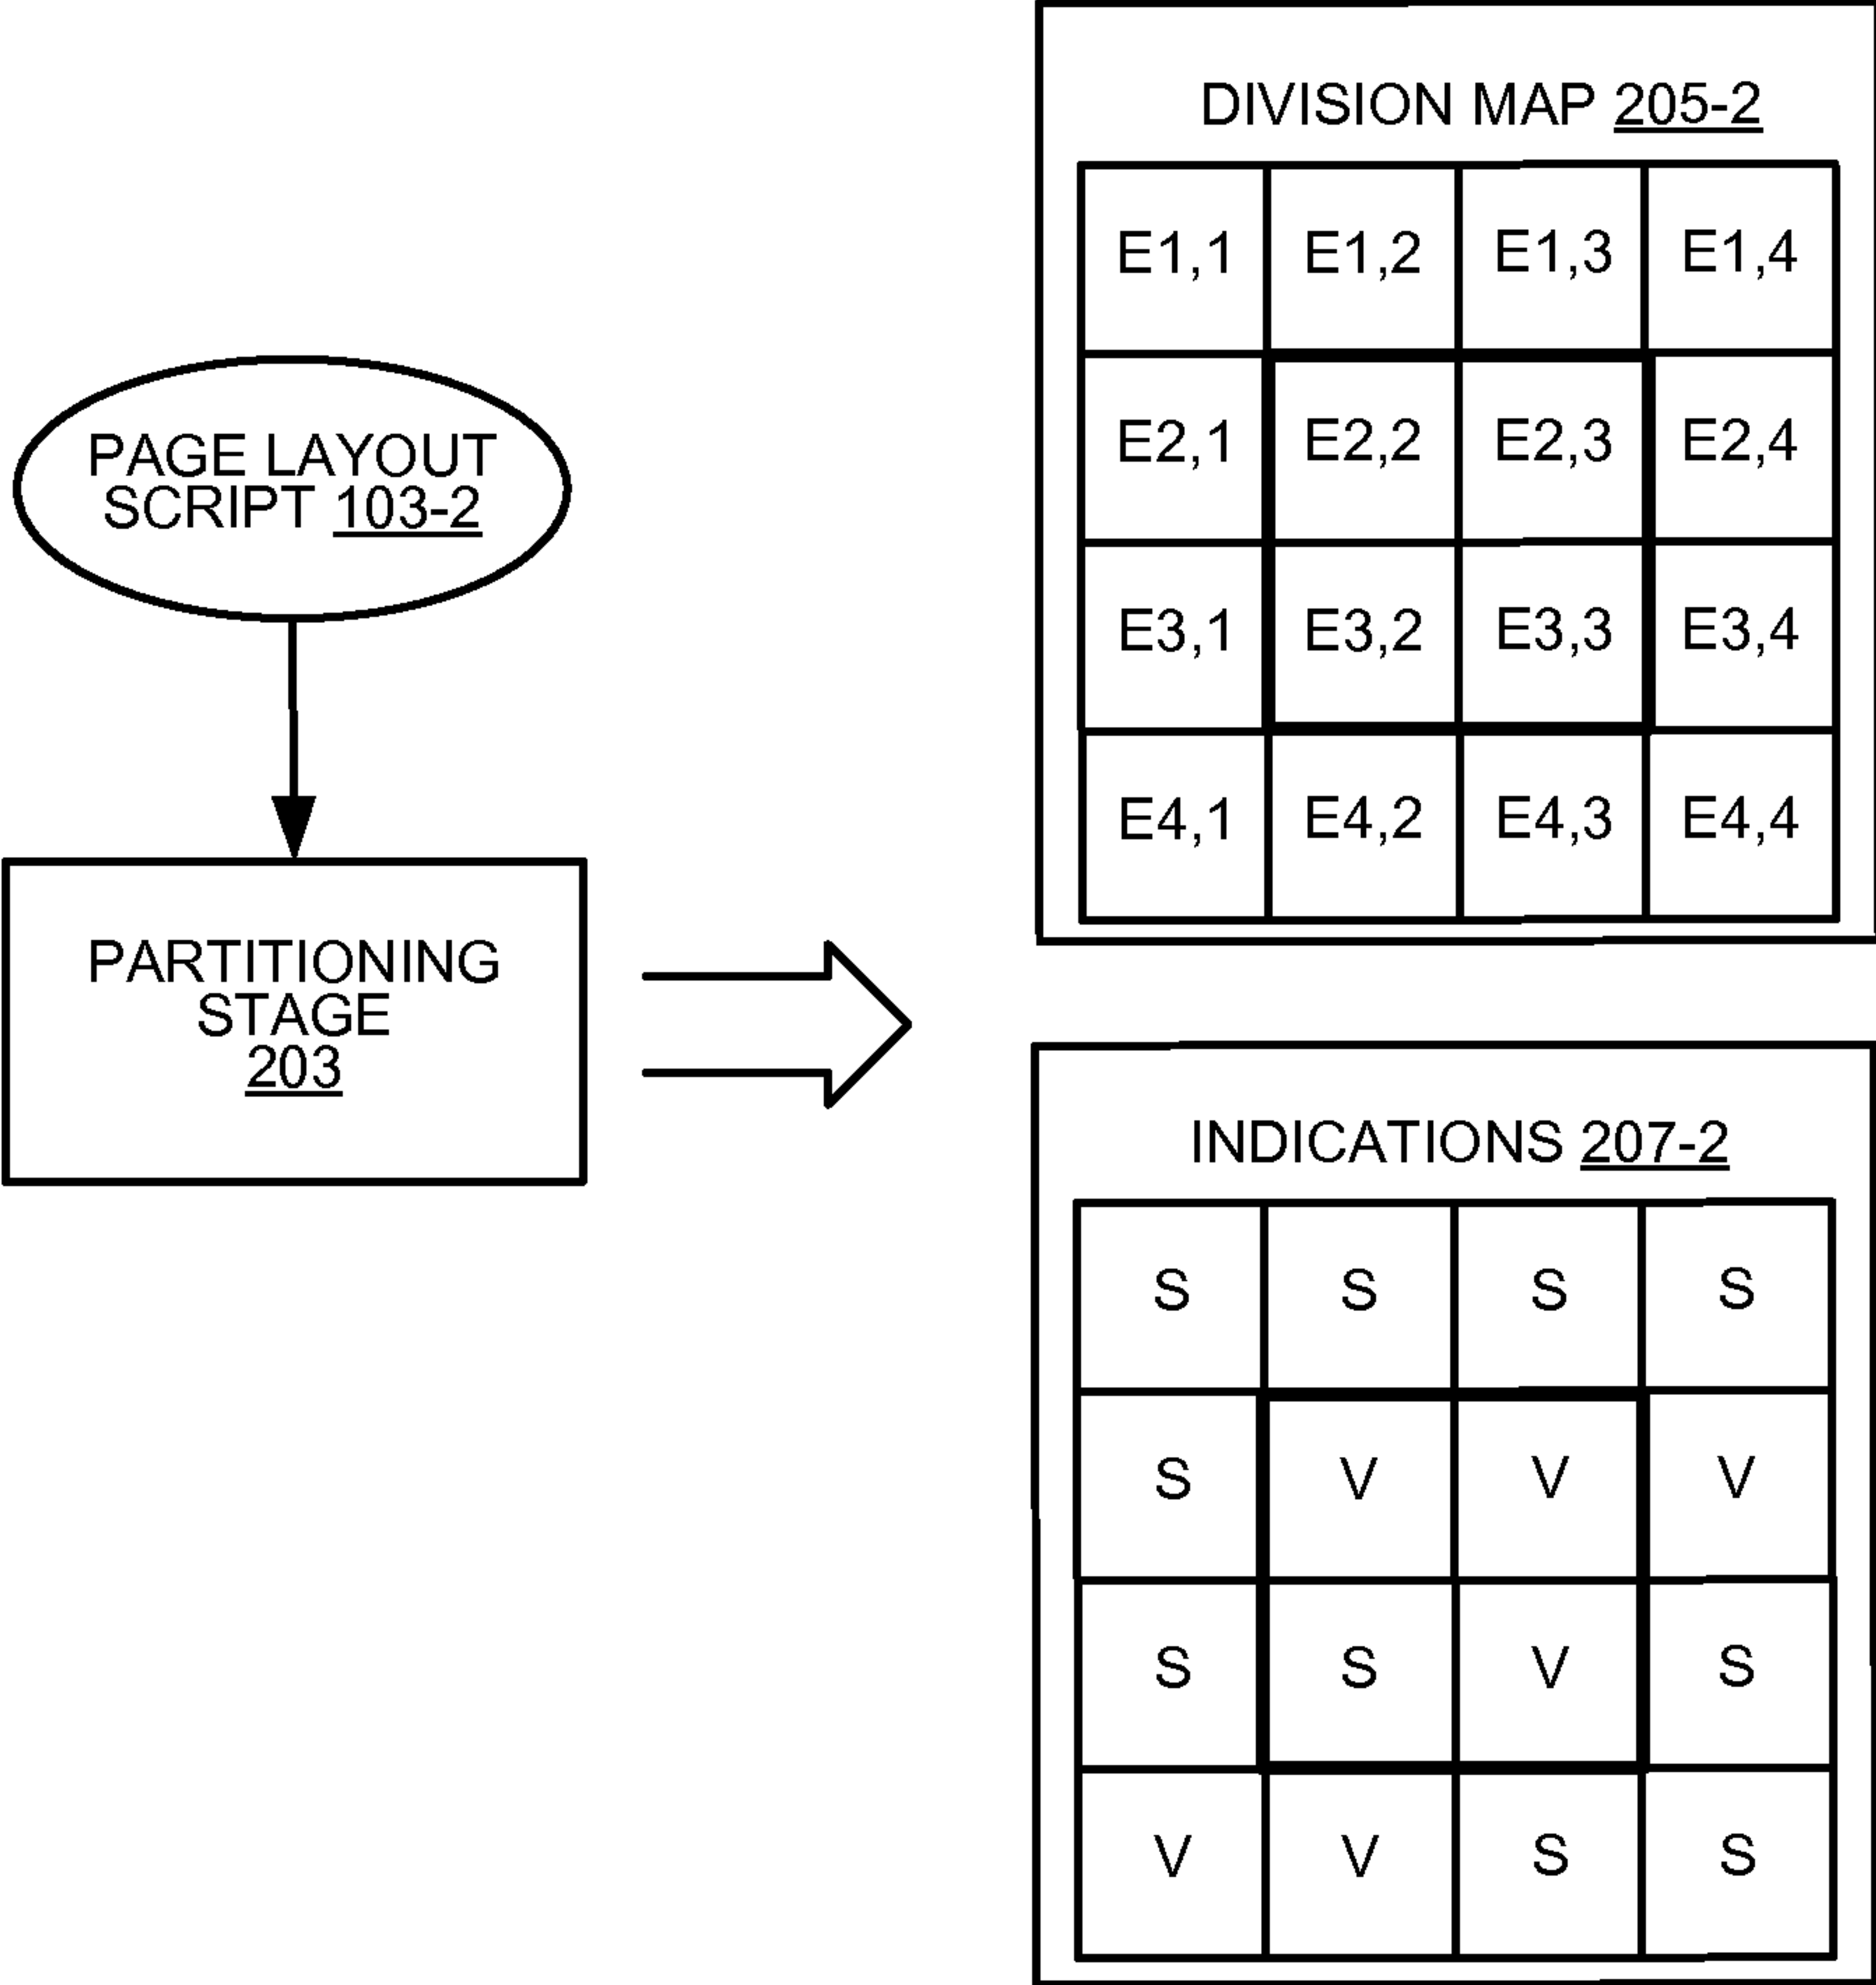 PAGE LAYOUT
SCRIPT 103-2
PARTITIONING
STAGE
203
DIVISION MAP 205-2
E1,1 E1,2 E1,3 E1,4
E2,1 E2,2 E2,3 E2,4
E3,1 E3,2 E3,3 E3,4
E4,1 E4,2 E4,3 E4,4
INDICATIONS 207-2
S S S S
S V V V
S S V S
V V S S